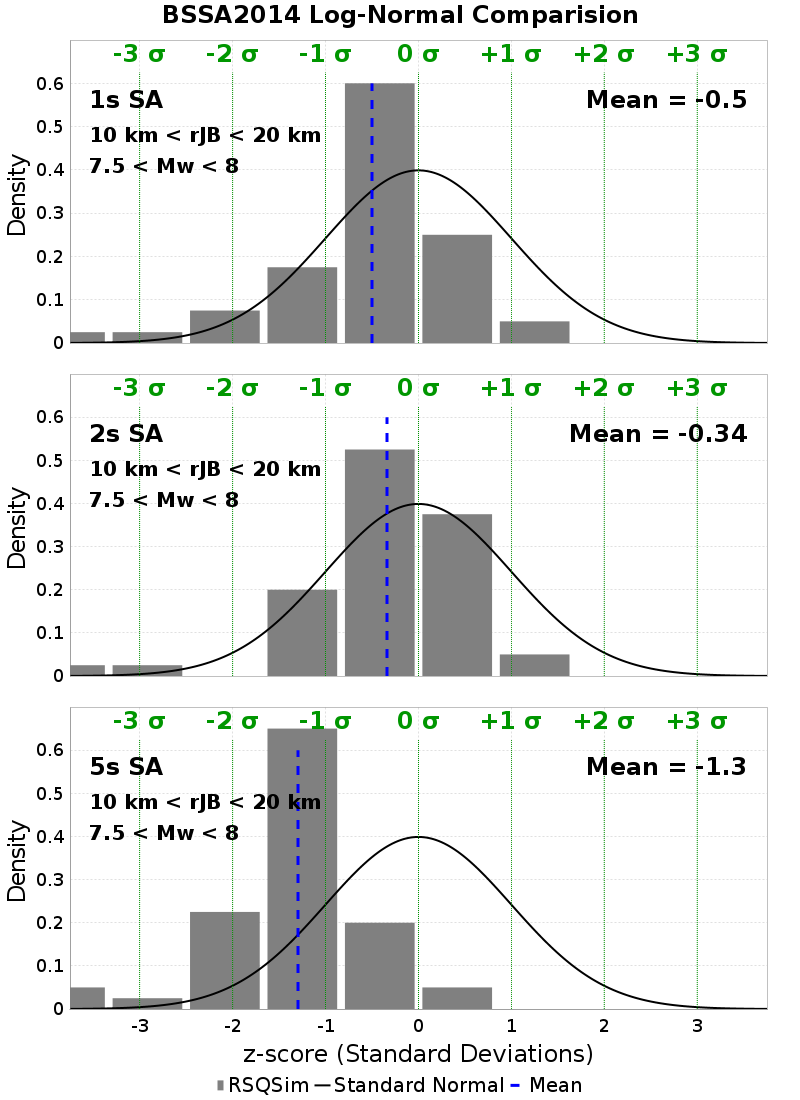 BSSA2014 Log-Normal Comparision
-3 σ -2 σ -1 σ 0 σ +1 σ +2 σ +3 σ
1s SA
Mean = -0.5
10 km < rJB < 20 km
7.5 < Mw < 8
Density
0.6
0.5
0.4
0.3
0.2
0.1
0
-3 σ -2 σ -1 σ 0 σ +1 σ +2 σ +3 σ
2s SA
Mean = -0.34
10 km < rJB < 20 km
7.5 < Mw < 8
Density
0.6
0.5
0.4
0.3
0.2
0.1
0
-3 σ -2 σ -1 σ 0 σ +1 σ +2 σ +3 σ
5s SA
Mean = -1.3
10 km < rJB < 20 km
7.5 < Mw < 8
Density
0.6
0.5
0.4
0.3
0.2
0.1
0
-3 -2 -1 0 1 2 3
z-score (Standard Deviations)
RSQSim Standard Normal Mean